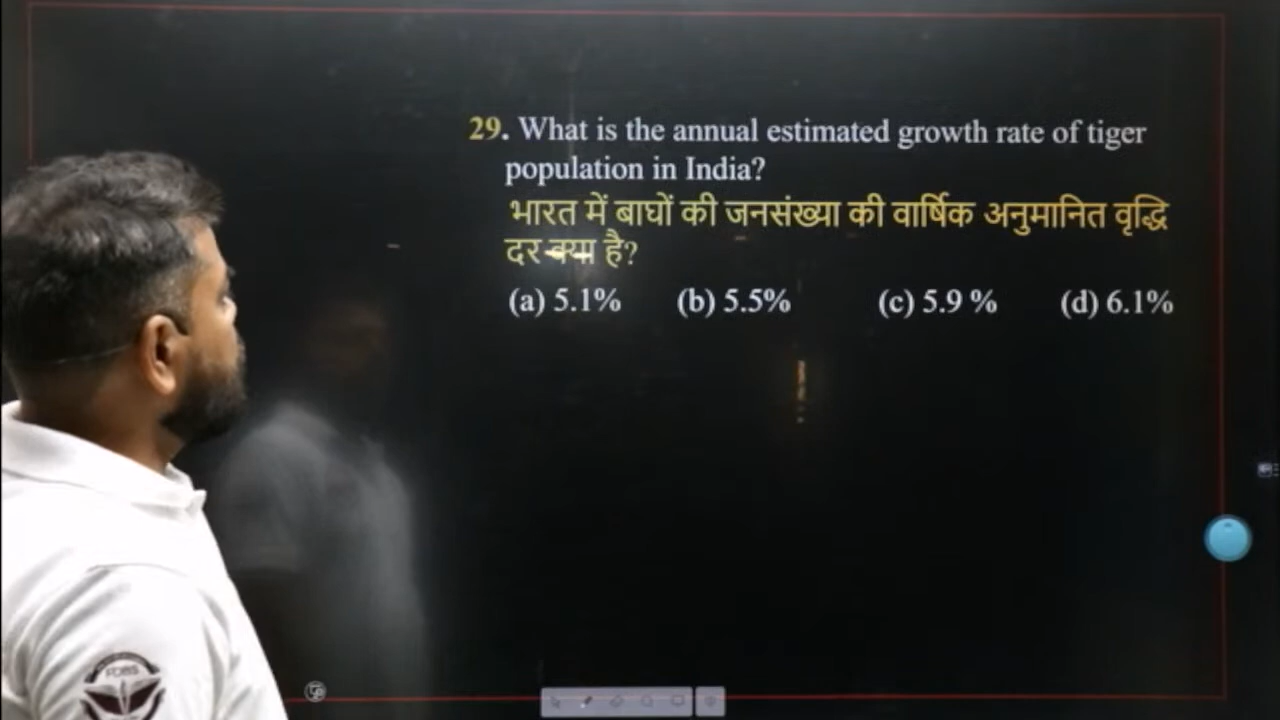 29. What is the annual estimated growth rate of tiger
population in India?
भारत में बाघों की जनसंख्या की वार्षिक अनुमानित वृद्धि
दर क्या है?
(a) 5.1% (b) 5.5% (c) 5.9 % (d) 6.1%